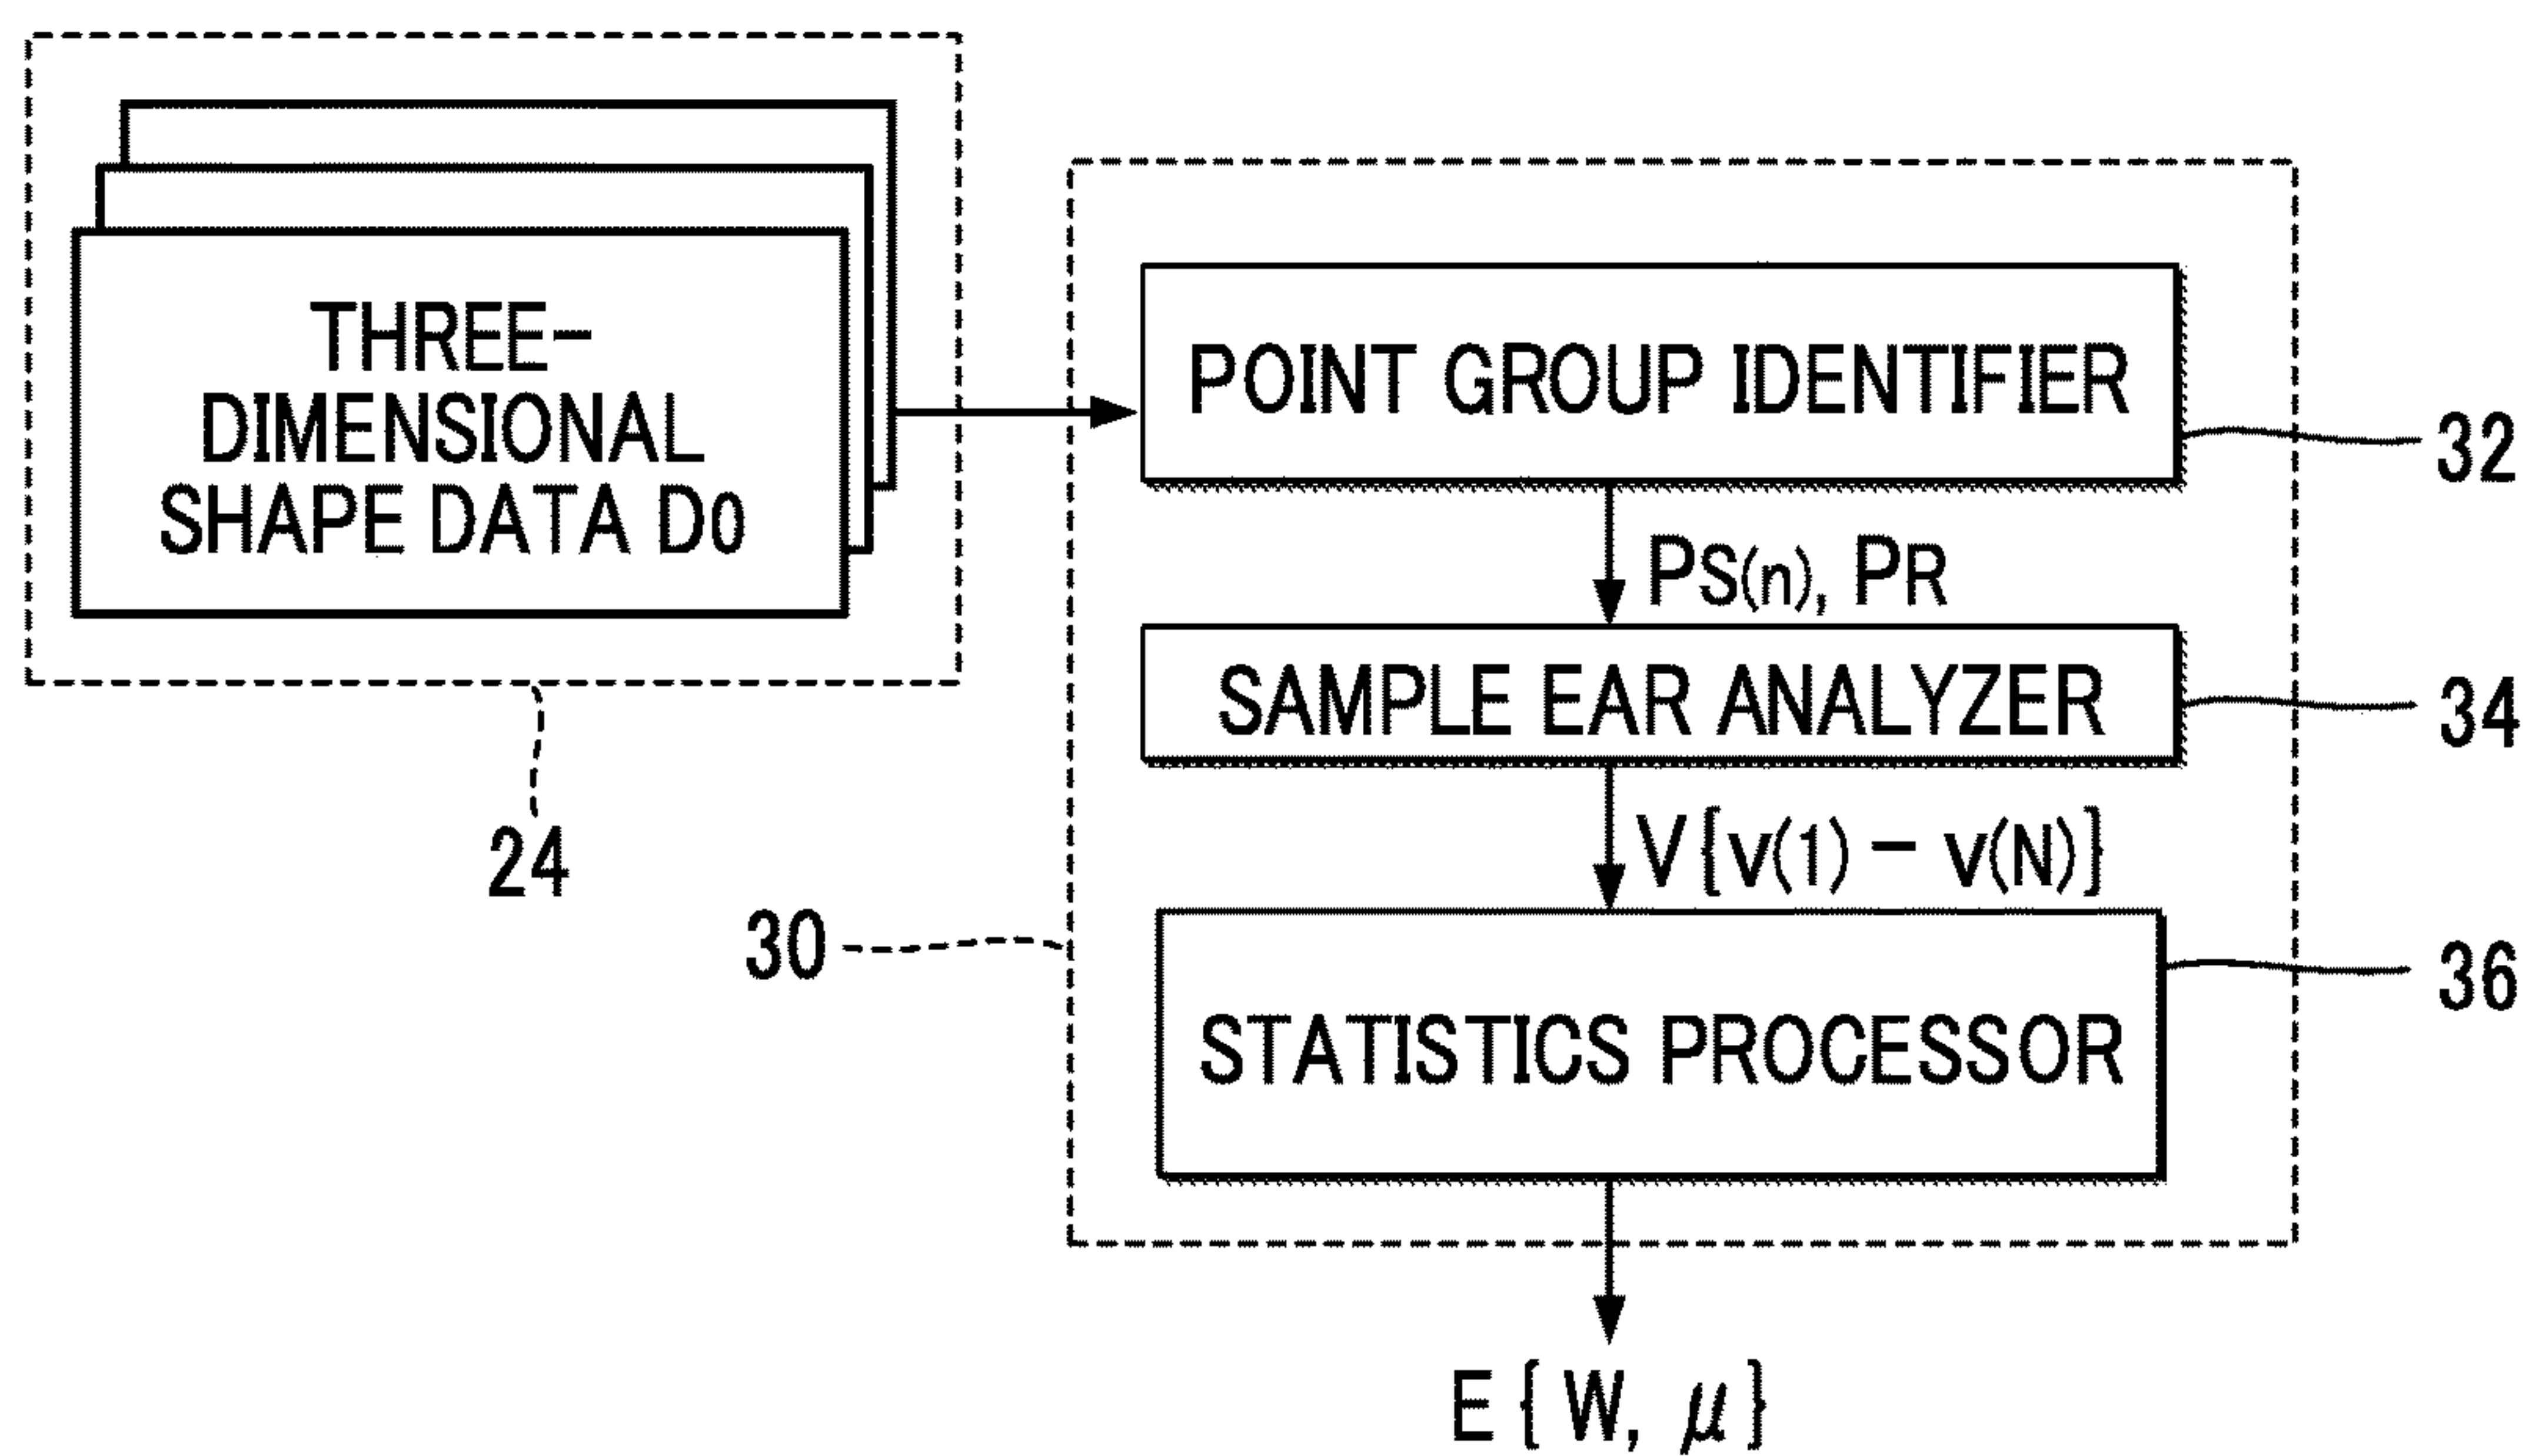 THREE-
DIMENSIONAL
SHAPE DATA D0
24
30
POINT GROUP IDENTIFIER
32
PS(n), PR
SAMPLE EAR ANALYZER
34
V{v(1) - v(N)}
STATISTICS PROCESSOR
36
E{W, μ}